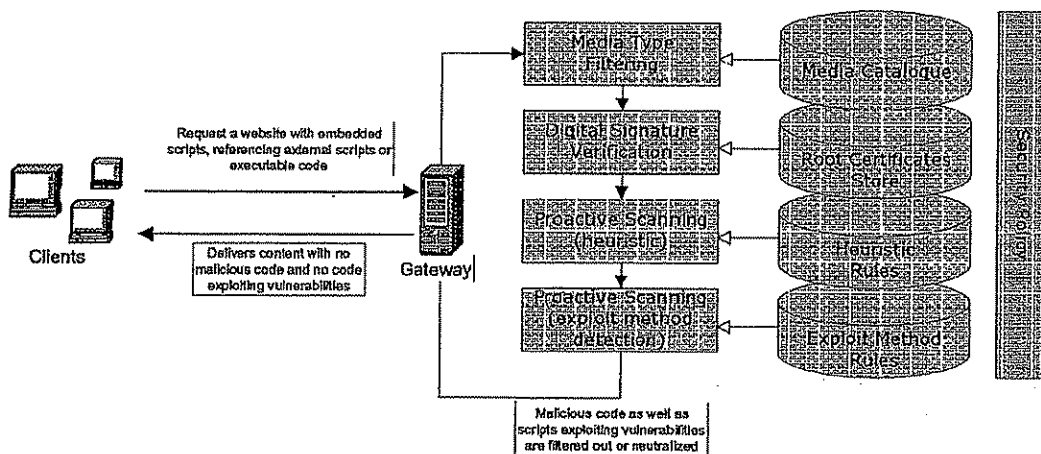 Media Type
Filtering
Media Catalogue
Request a website with embedded
scripts, referencing external scripts or
executable code
Digital Signature
Verification
Root Certificates
Store
Security Policy
Clients
Delivers content with no
malicious code and no code
exploiting vulnerabilities
Gateway
Proactive Scanning
(heuristic)
Heuristic
Rules
Proactive Scanning
(exploit method
detection)
Exploit Method
Rules
Malicious code as well as
scripts exploiting vulnerabilities
are filtered out or neutralized